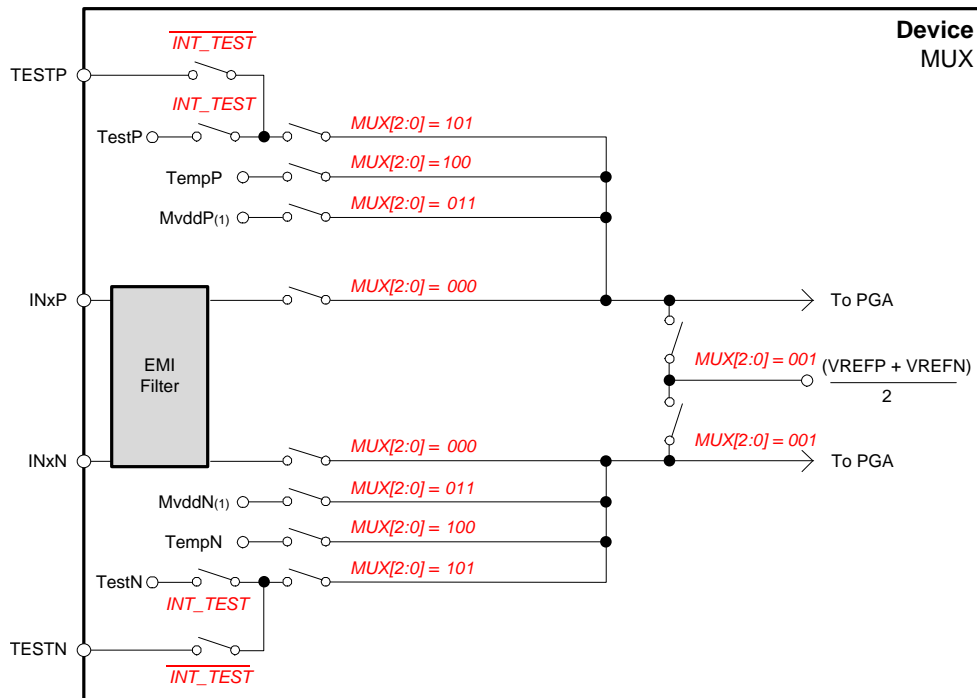 Device
MUX
INT_TEST
TESTP
INT_TEST
TestP
MUX[2:0] = 101
TempP
MUX[2:0] = 100
MvddP(1)
MUX[2:0] = 011
INxP
MUX[2:0] = 000
To PGA
EMI
Filter
MUX[2:0] = 001
(VREFP + VREFN)
2
MUX[2:0] = 001
INxN
MUX[2:0] = 000
To PGA
MvddN(1)
MUX[2:0] = 011
TempN
MUX[2:0] = 100
TestN
MUX[2:0] = 101
INT_TEST
TESTN
INT_TEST